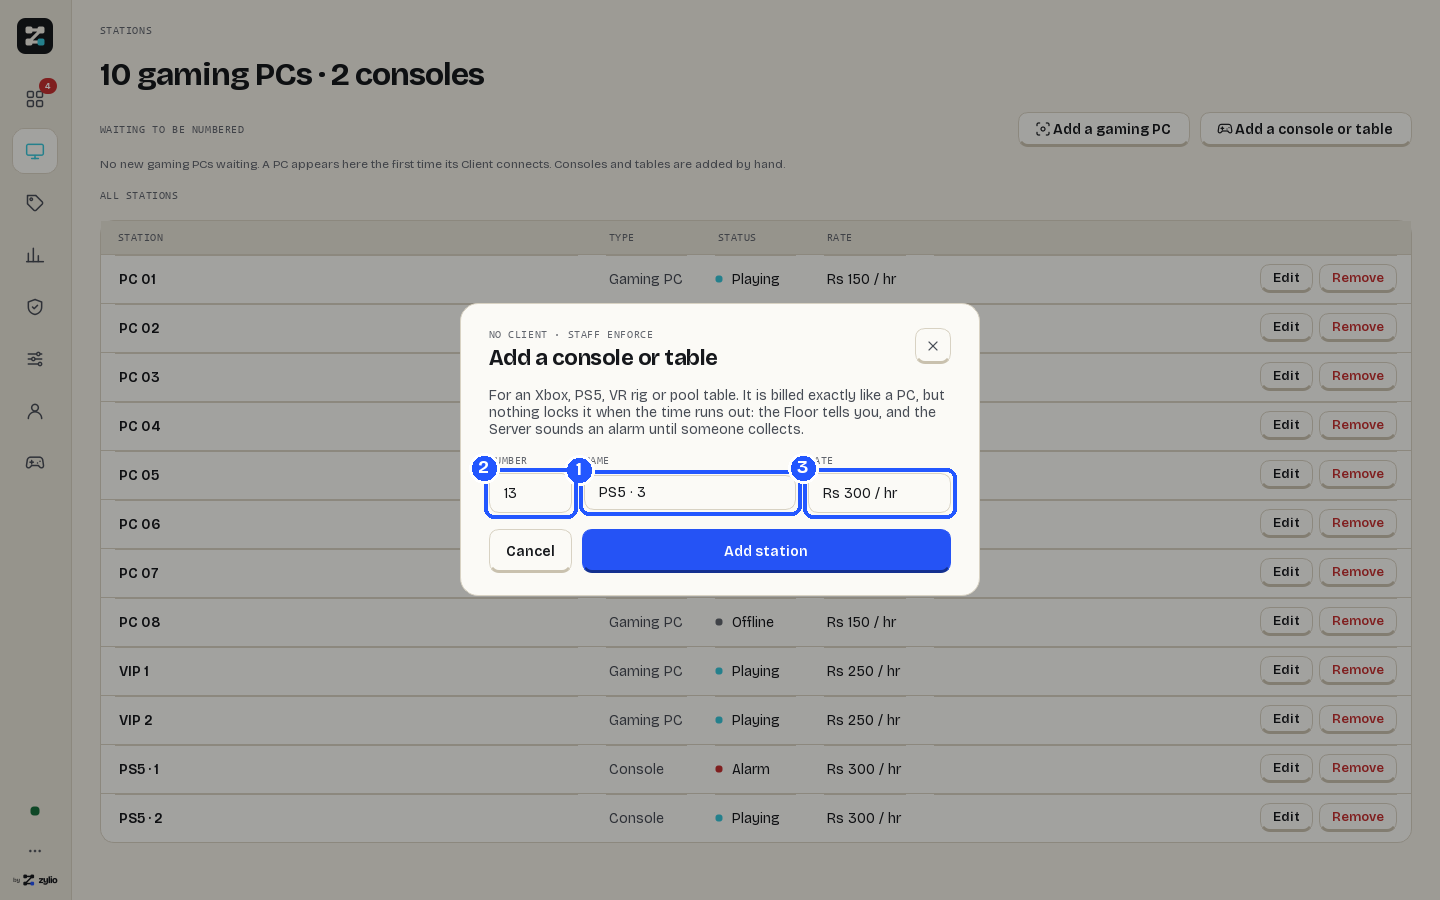 STATIONS
10 gaming PCs · 2 consoles
4
WAITING TO BE NUMBERED
Add a gaming PC
Add a console or table
No new gaming PCs waiting. A PC appears here the first time its Client connects. Consoles and tables are added by hand.
ALL STATIONS
STATION TYPE STATUS RATE
PC 01 Gaming PC Playing Rs 150 / hr Edit Remove
PC 02 Edit Remove
PC 03 Edit Remove
PC 04 Edit Remove
PC 05 Edit Remove
PC 06 Edit Remove
PC 07 Edit Remove
PC 08 Gaming PC Offline Rs 150 / hr Edit Remove
VIP 1 Gaming PC Playing Rs 250 / hr Edit Remove
VIP 2 Gaming PC Playing Rs 250 / hr Edit Remove
PS5 · 1 Console Alarm Rs 300 / hr Edit Remove
PS5 · 2 Console Playing Rs 300 / hr Edit Remove
NO CLIENT · STAFF ENFORCE
Add a console or table
For an Xbox, PS5, VR rig or pool table. It is billed exactly like a PC, but
nothing locks it when the time runs out: the Floor tells you, and the
Server sounds an alarm until someone collects.
2 UMBER 1 AME 3 ATE
13 PS5 · 3 Rs 300 / hr
Cancel Add station
by zylio